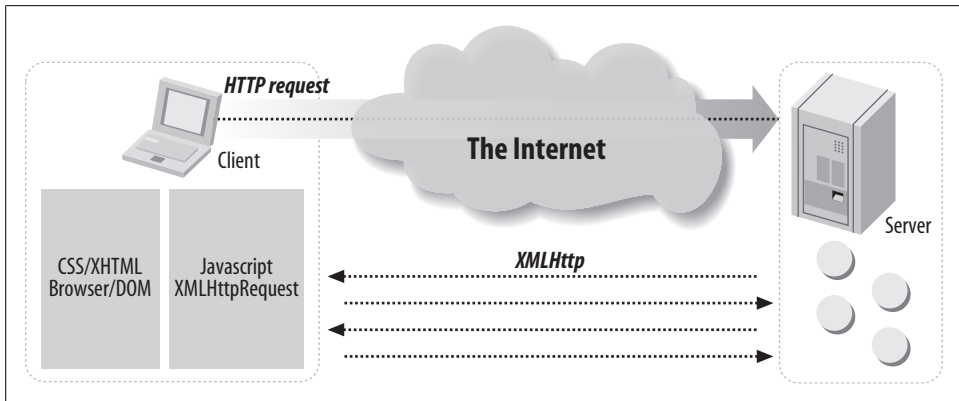 HTTP request
The Internet
Client
Server
CSS/XHTML
Browser/DOM
Javascript
XMLHttpRequest
XMLHttp